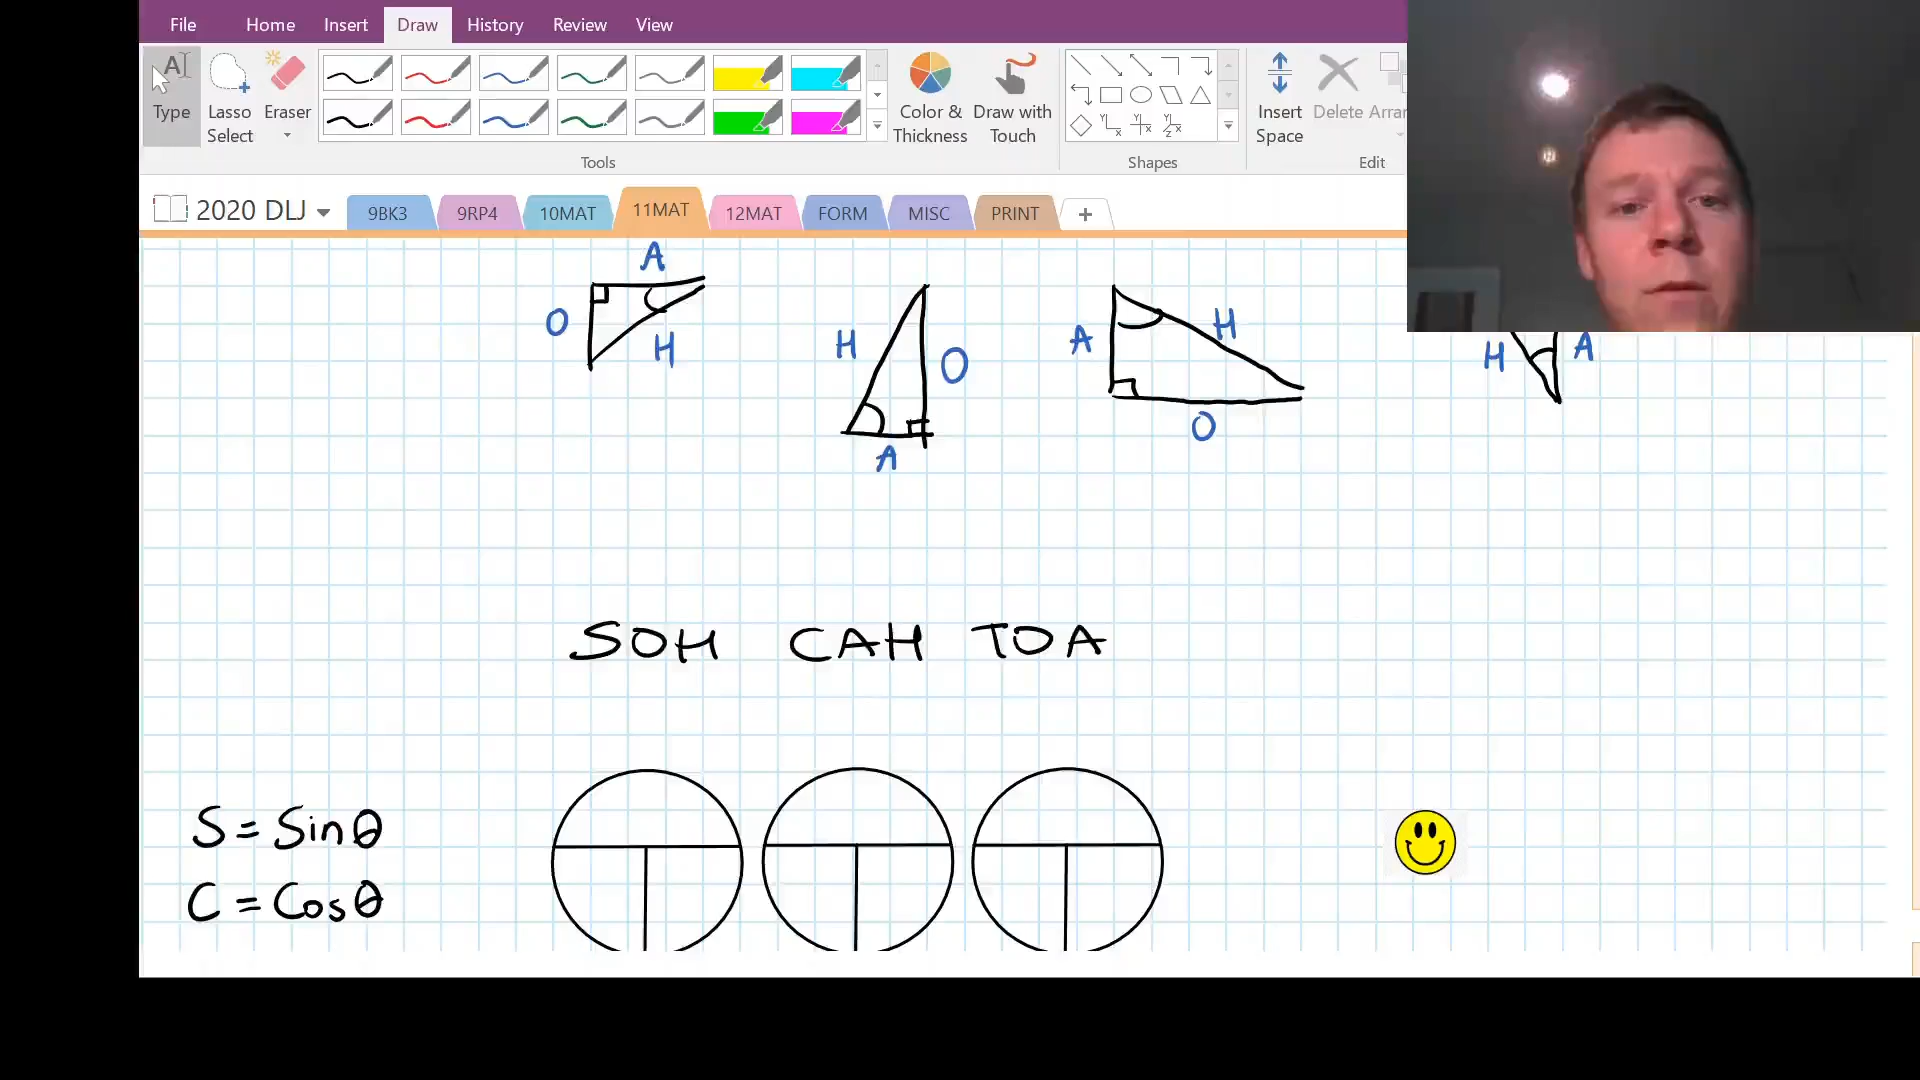 File Home Insert Draw History Review View
Type
Lasso Select
Eraser
Color & Thickness
Draw with Touch
Insert Space
Delete
Arran
Tools
Shapes
Edit
2020 DLJ
9BK3 9RP4 10MAT 11MAT 12MAT FORM MISC PRINT +
A
O
H
H
O
A
A
H
O
H
A
SOH CAH TOA
S = Sinθ
C = Cosθ